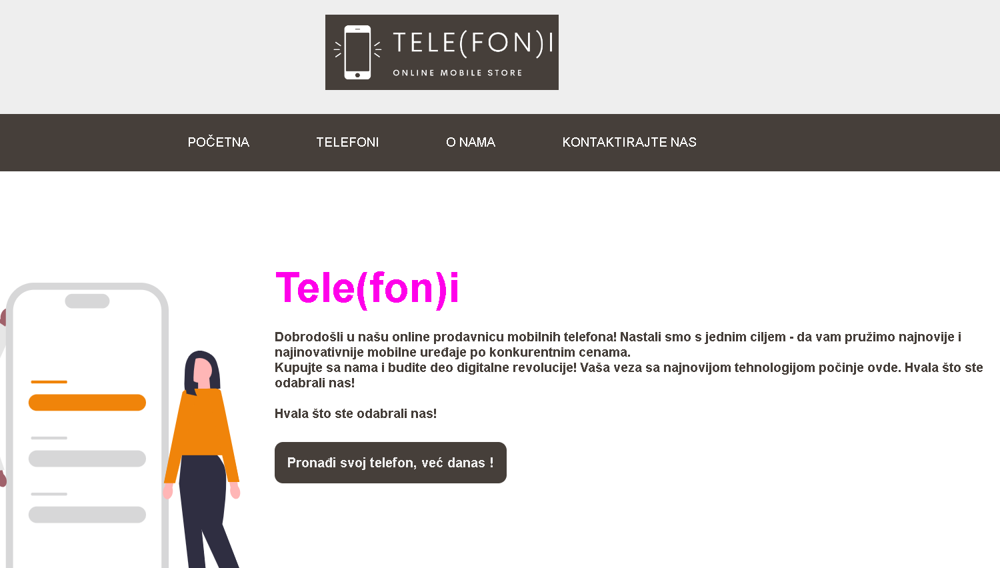 TELE(FON)I
ONLINE MOBILE STORE
POČETNA TELEFONI O NAMA KONTAKTIRAJTE NAS
Tele(fon)i
Dobrodošli u našu online prodavnicu mobilnih telefona! Nastali smo s jednim ciljem - da vam pružimo najnovije i
najinovativnije mobilne uređaje po konkurentnim cenama.
Kupujte sa nama i budite deo digitalne revolucije! Vaša veza sa najnovijom tehnologijom počinje ovde. Hvala što ste
odabrali nas!
Hvala što ste odabrali nas!
Pronađi svoj telefon, već danas !